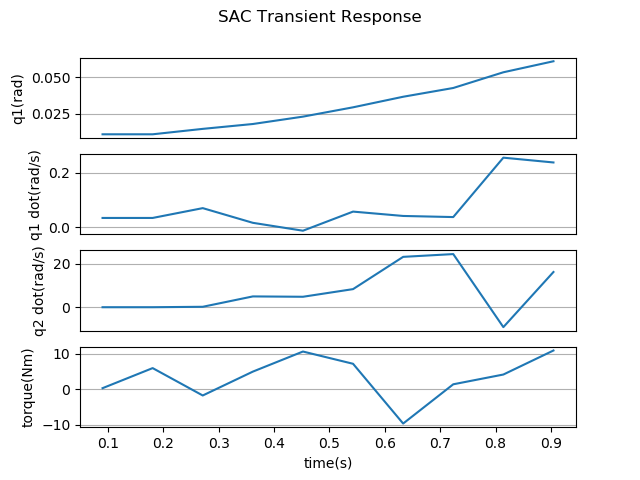 SAC Transient Response
0.050
0.025
q1(rad)
0.2
0.0
q1 dot(rad/s)
20
0
q2 dot(rad/s)
10
0
−10
torque(Nm)
0.1 0.2 0.3 0.4 0.5 0.6 0.7 0.8 0.9
time(s)